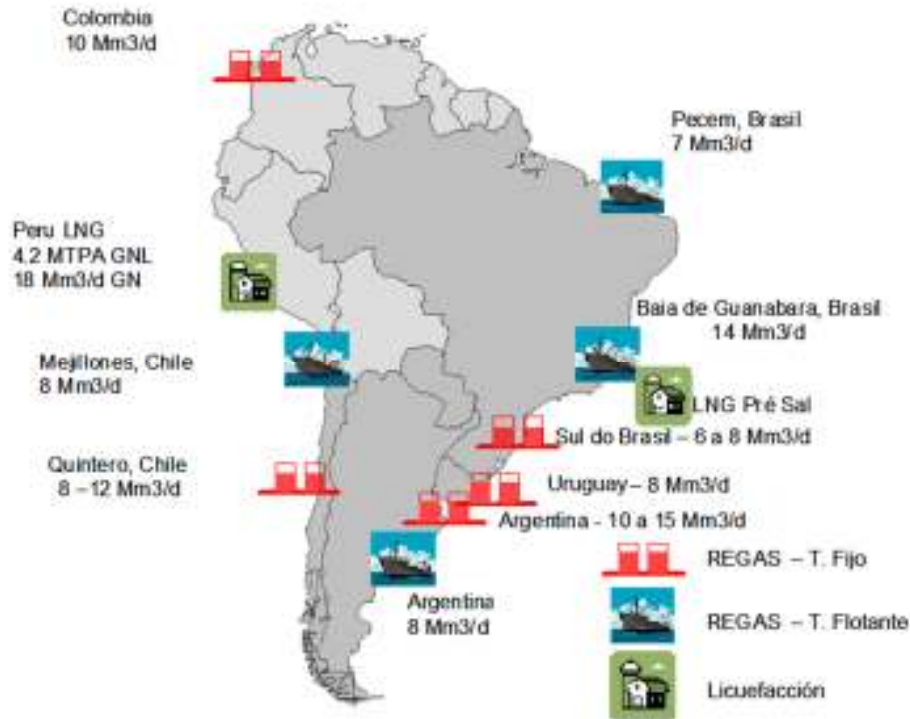 Colombia
10 Mm3/d
Pecem, Brasil
7 Mm3/d
Peru LNG
4.2 MTPA GNL
18 Mm3/d GN
Baia de Guanabara, Brasil
14 Mm3/d
Mejillones, Chile
8 Mm3/d
LNG Pré Sal
Sul do Brasil – 6 a 8 Mm3/d
Quintero, Chile
8 –12 Mm3/d
Uruguay – 8 Mm3/d
Argentina - 10 a 15 Mm3/d
Argentina
8 Mm3/d
REGAS – T. Fijo
REGAS – T. Flotante
Licuefacción